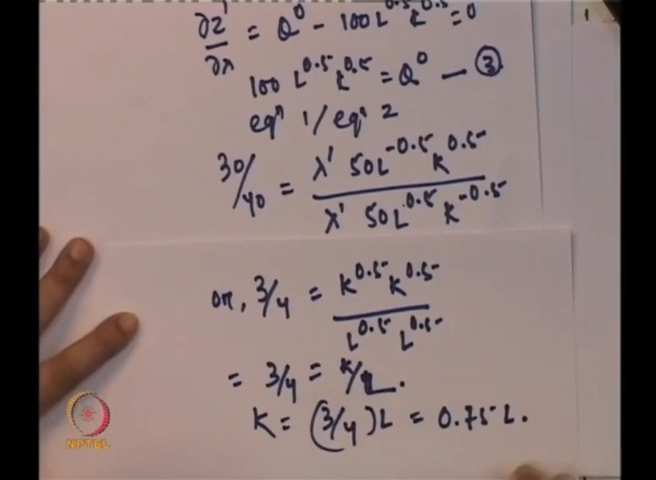 ∂Z'/∂λ = Q⁰ - 100 L^0.5 K^0.5 = 0
100 L^0.5 K^0.5 = Q⁰ — ③
eqⁿ 1/eqⁿ 2
30/40 = λ' 50L^-0.5 K^0.5 / λ' 50L^0.5 K^-0.5
or, 3/4 = K^0.5 K^0.5 / L^0.5 L^0.5
= 3/4 = K/L.
K = (3/4)L = 0.75 L.
NPTEL